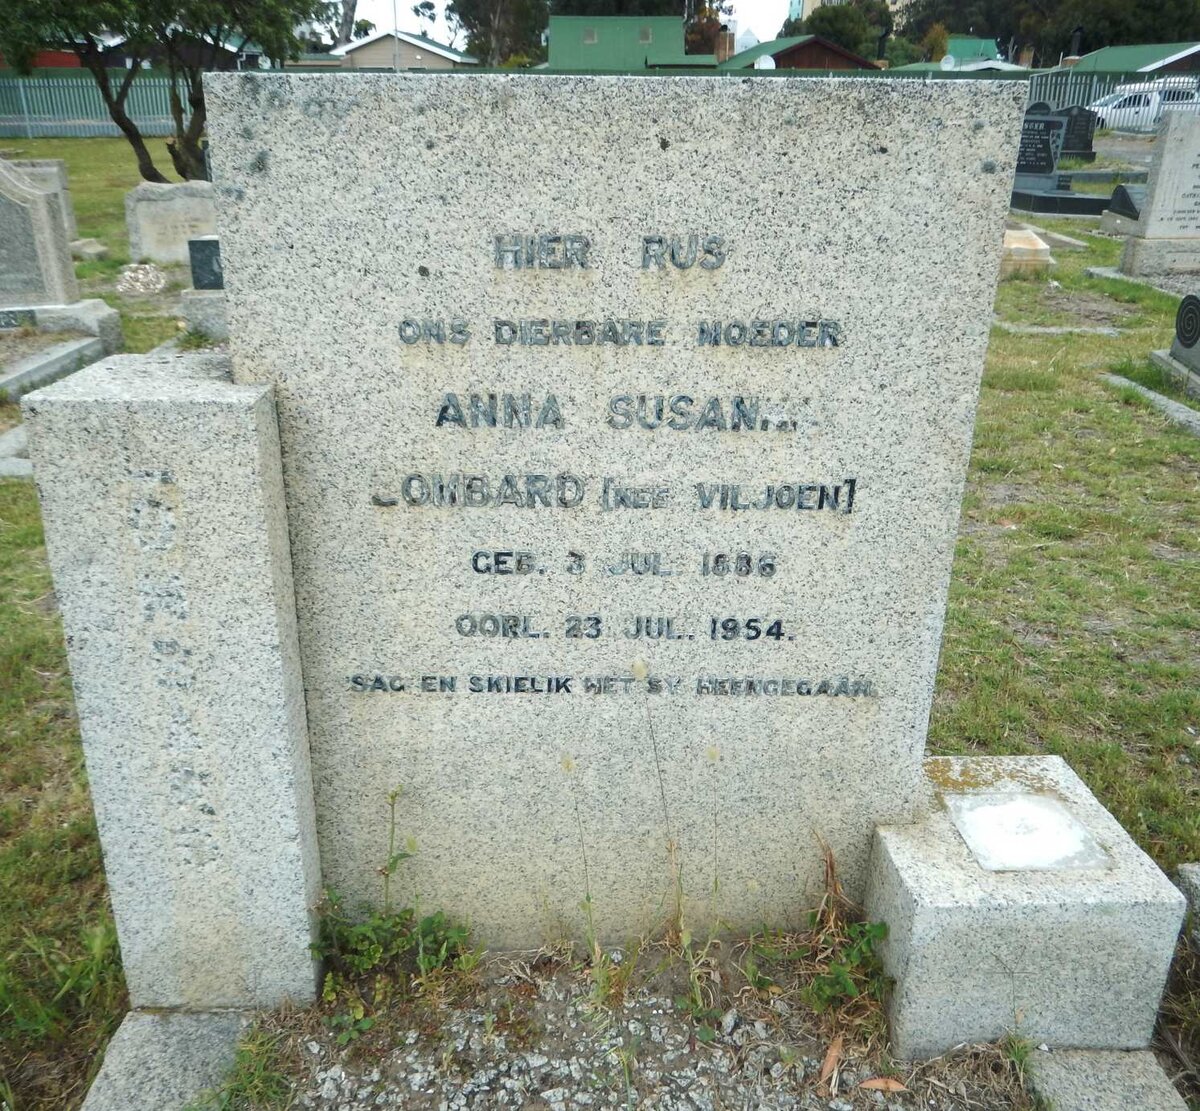 HIER RUS
ONS DIERBARE MOEDER
ANNA SUSANNA
LOMBARD [NEE VILJOEN]
GEB. 3 JUL. 1886
OORL. 23 JUL. 1954.
SAG EN SKIELIK HET SY HEENGEGAAN.